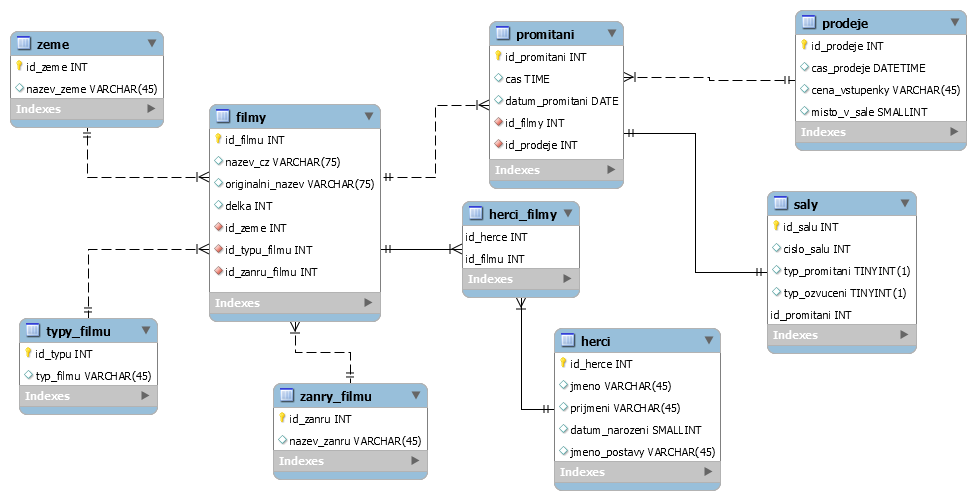 zeme
id_zeme INT
nazev_zeme VARCHAR(45)
Indexes
filmy
id_filmu INT
nazev_cz VARCHAR(75)
originalni_nazev VARCHAR(75)
delka INT
id_zeme INT
id_typu_filmu INT
id_zanru_filmu INT
Indexes
promitani
id_promitani INT
cas TIME
datum_promitani DATE
id_filmy INT
id_prodeje INT
Indexes
prodeje
id_prodeje INT
cas_prodeje DATETIME
cena_vstupenky VARCHAR(45)
misto_v_sale SMALLINT
Indexes
herci_filmy
id_herce INT
id_filmu INT
Indexes
saly
id_salu INT
cislo_salu INT
typ_promitani TINYINT(1)
typ_ozvuceni TINYINT(1)
id_promitani INT
Indexes
typy_filmu
id_typu INT
typ_filmu VARCHAR(45)
Indexes
zanry_filmu
id_zanru INT
nazev_zanru VARCHAR(45)
Indexes
herci
id_herce INT
jmeno VARCHAR(45)
prijmeni VARCHAR(45)
datum_narozeni SMALLINT
jmeno_postavy VARCHAR(45)
Indexes